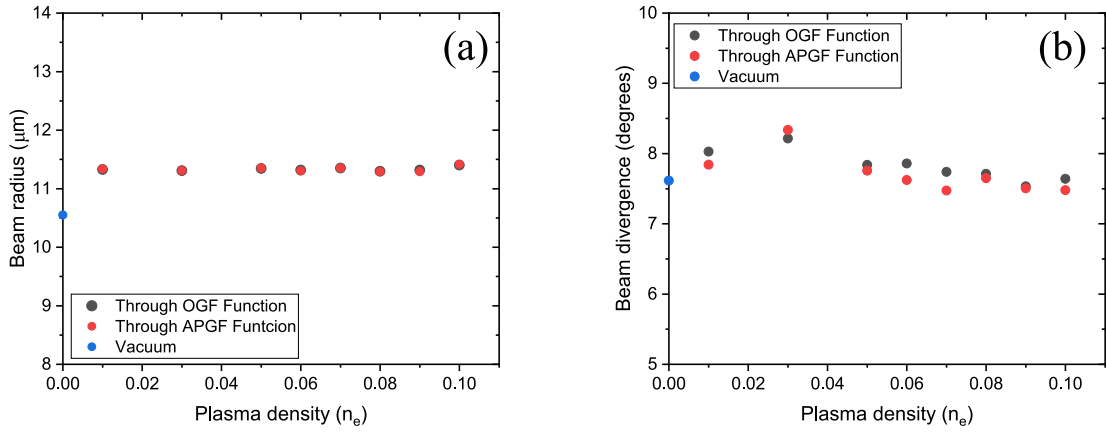 (a)
14
13
12
11
10
9
8
Beam radius (μm)
Through OGF Function
Through APGF Funtcion
Vacuum
0.00 0.02 0.04 0.06 0.08 0.10
Plasma density (nₑ)
(b)
10
9
8
7
6
5
Beam divergence (degrees)
Through OGF Function
Through APGF Function
Vacuum
0.00 0.02 0.04 0.06 0.08 0.10
Plasma density (nₑ)